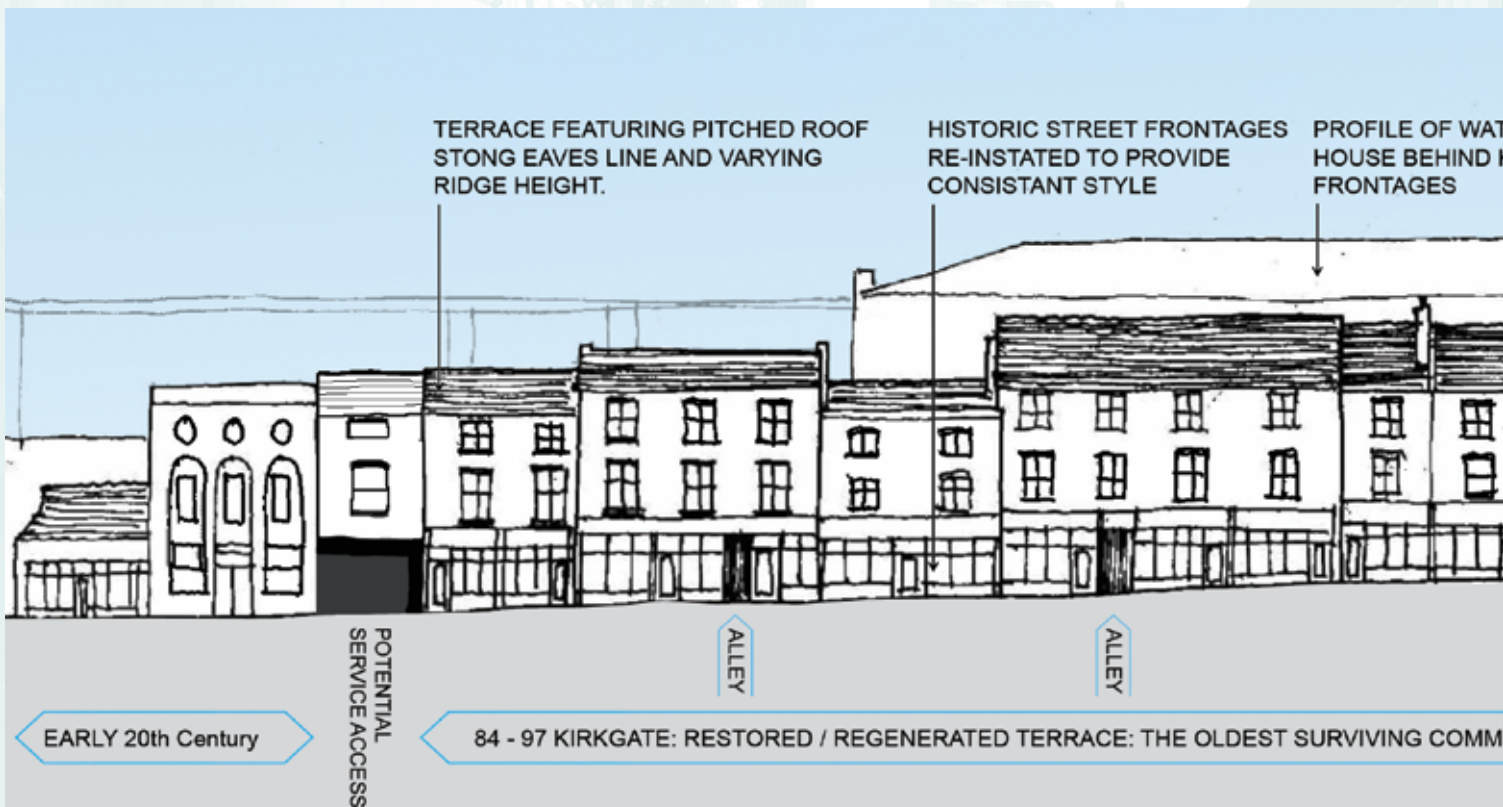 TERRACE FEATURING PITCHED ROOF
STONG EAVES LINE AND VARYING
RIDGE HEIGHT.
HISTORIC STREET FRONTAGES
RE-INSTATED TO PROVIDE
CONSISTANT STYLE
PROFILE OF WAT
HOUSE BEHIND H
FRONTAGES
POTENTIAL
SERVICE ACCESS
ALLEY
ALLEY
EARLY 20th Century
84 - 97 KIRKGATE: RESTORED / REGENERATED TERRACE: THE OLDEST SURVIVING COMM